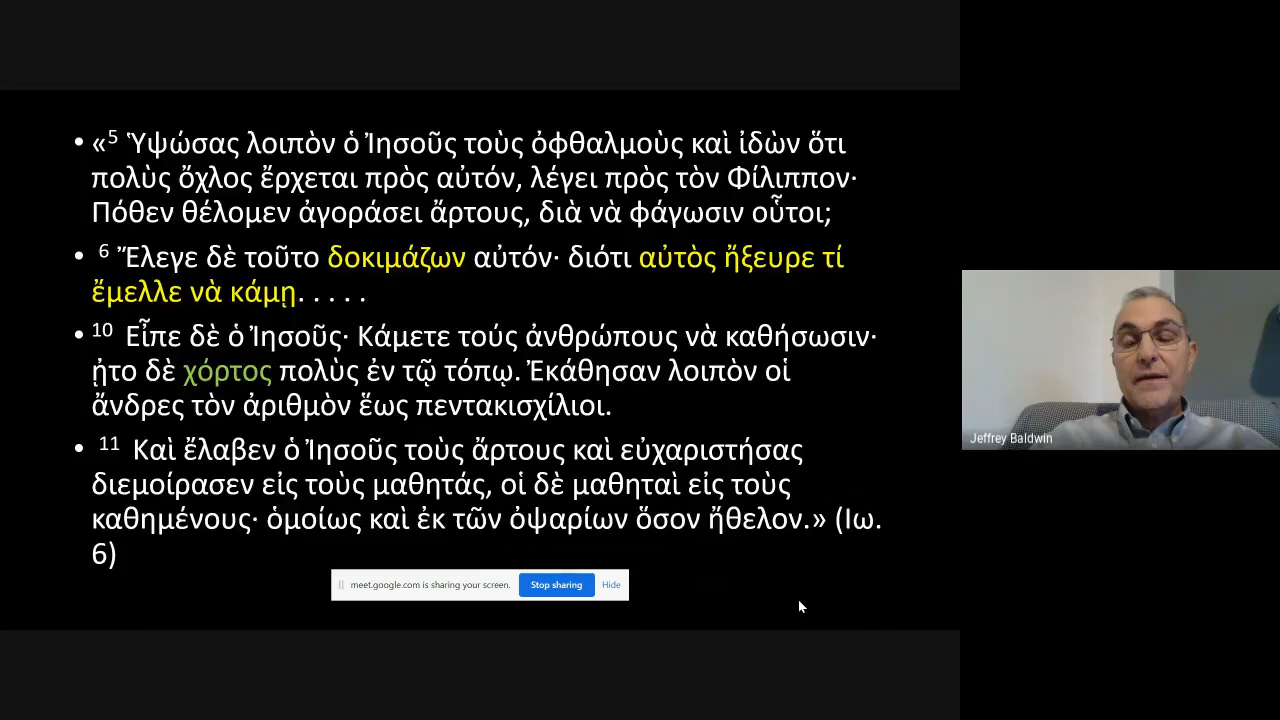 • «5 Ὑψώσας λοιπὸν ὁ Ἰησοῦς τοὺς ὀφθαλμοὺς καὶ ἰδὼν ὅτι
πολὺς ὄχλος ἔρχεται πρὸς αὐτόν, λέγει πρὸς τὸν Φίλιππον·
Πόθεν θέλομεν ἀγοράσει ἄρτους, διὰ νὰ φάγωσιν οὗτοι;
• 6 Ἔλεγε δὲ τοῦτο δοκιμάζων αὐτόν· διότι αὐτὸς ἤξευρε τί
ἔμελλε νὰ κάμῃ. . . . .
• 10 Εἶπε δὲ ὁ Ἰησοῦς· Κάμετε τούς ἀνθρώπους νὰ καθήσωσιν·
ᾐτο δὲ χόρτος πολὺς ἐν τῷ τόπῳ. Ἐκάθησαν λοιπὸν οἱ
ἄνδρες τὸν ἀριθμὸν ἕως πεντακισχίλιοι.
• 11 Καὶ ἔλαβεν ὁ Ἰησοῦς τοὺς ἄρτους καὶ εὐχαριστήσας
διεμοίρασεν εἰς τοὺς μαθητάς, οἱ δὲ μαθηταὶ εἰς τοὺς
καθημένους· ὁμοίως καὶ ἐκ τῶν ὀψαρίων ὅσον ἤθελον.» (Ιω.
6)
meet.google.com is sharing your screen. Stop sharing Hide
Jeffrey Baldwin